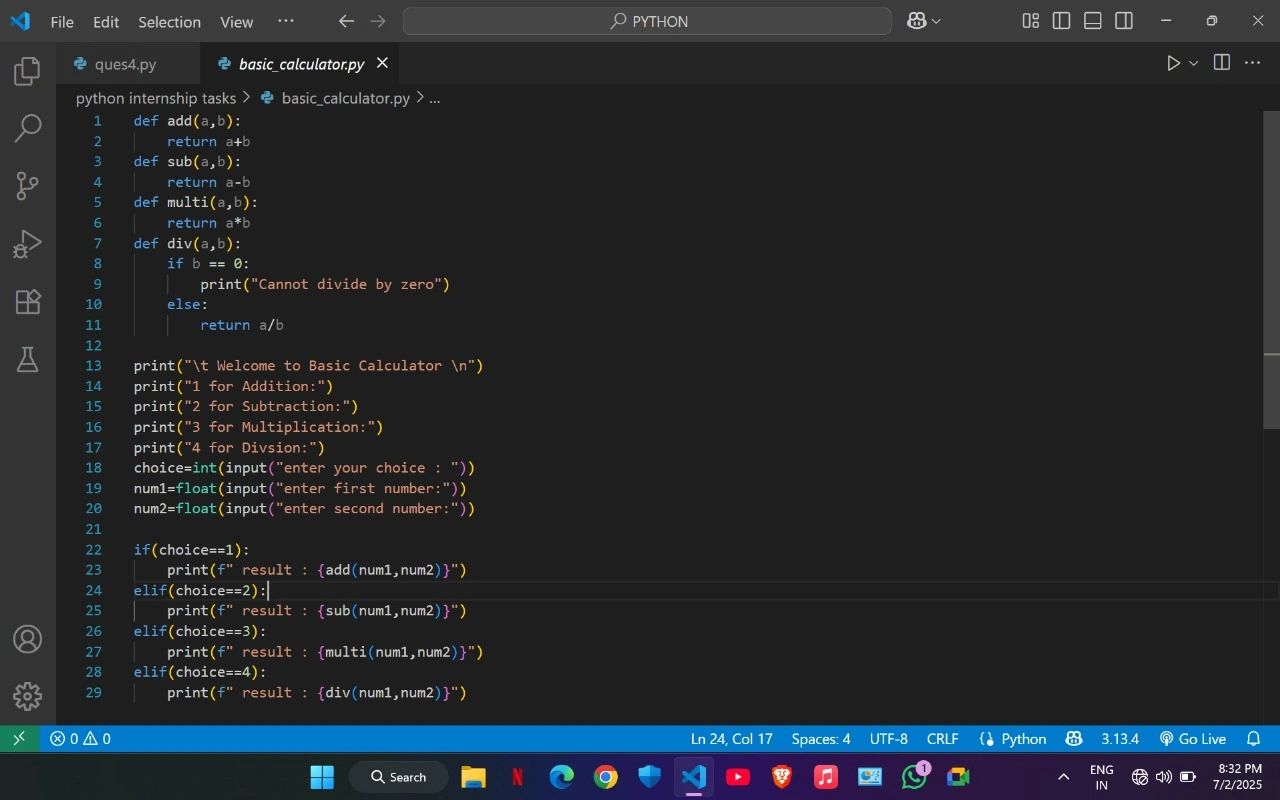 File Edit Selection View ··· PYTHON
ques4.py basic_calculator.py
python internship tasks > basic_calculator.py > ...
1 def add(a,b):
2     return a+b
3 def sub(a,b):
4     return a-b
5 def multi(a,b):
6     return a*b
7 def div(a,b):
8     if b == 0:
9         print("Cannot divide by zero")
10     else:
11         return a/b
12
13 print("\t Welcome to Basic Calculator \n")
14 print("1 for Addition:")
15 print("2 for Subtraction:")
16 print("3 for Multiplication:")
17 print("4 for Divsion:")
18 choice=int(input("enter your choice : "))
19 num1=float(input("enter first number:"))
20 num2=float(input("enter second number:"))
21
22 if(choice==1):
23     print(f" result : {add(num1,num2)}")
24 elif(choice==2):
25     print(f" result : {sub(num1,num2)}")
26 elif(choice==3):
27     print(f" result : {multi(num1,num2)}")
28 elif(choice==4):
29     print(f" result : {div(num1,num2)}")
0 0 Ln 24, Col 17 Spaces: 4 UTF-8 CRLF Python 3.13.4 Go Live
Search 1 ENG 8:32 PM
IN 7/2/2025